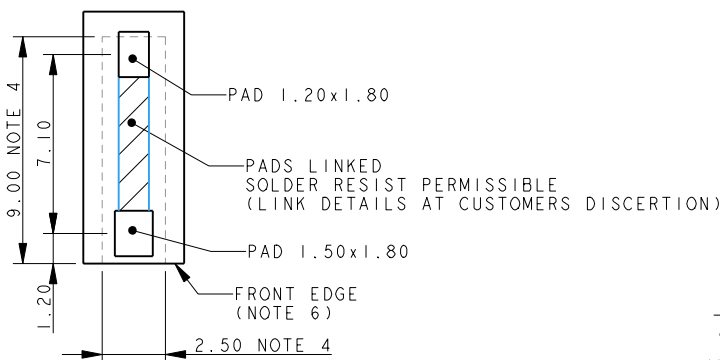 PAD 1.20x1.80
9.00 NOTE 4
7.10
PADS LINKED
SOLDER RESIST PERMISSIBLE
(LINK DETAILS AT CUSTOMERS DISCERTION)
PAD 1.50x1.80
1.20
FRONT EDGE
(NOTE 6)
2.50 NOTE 4